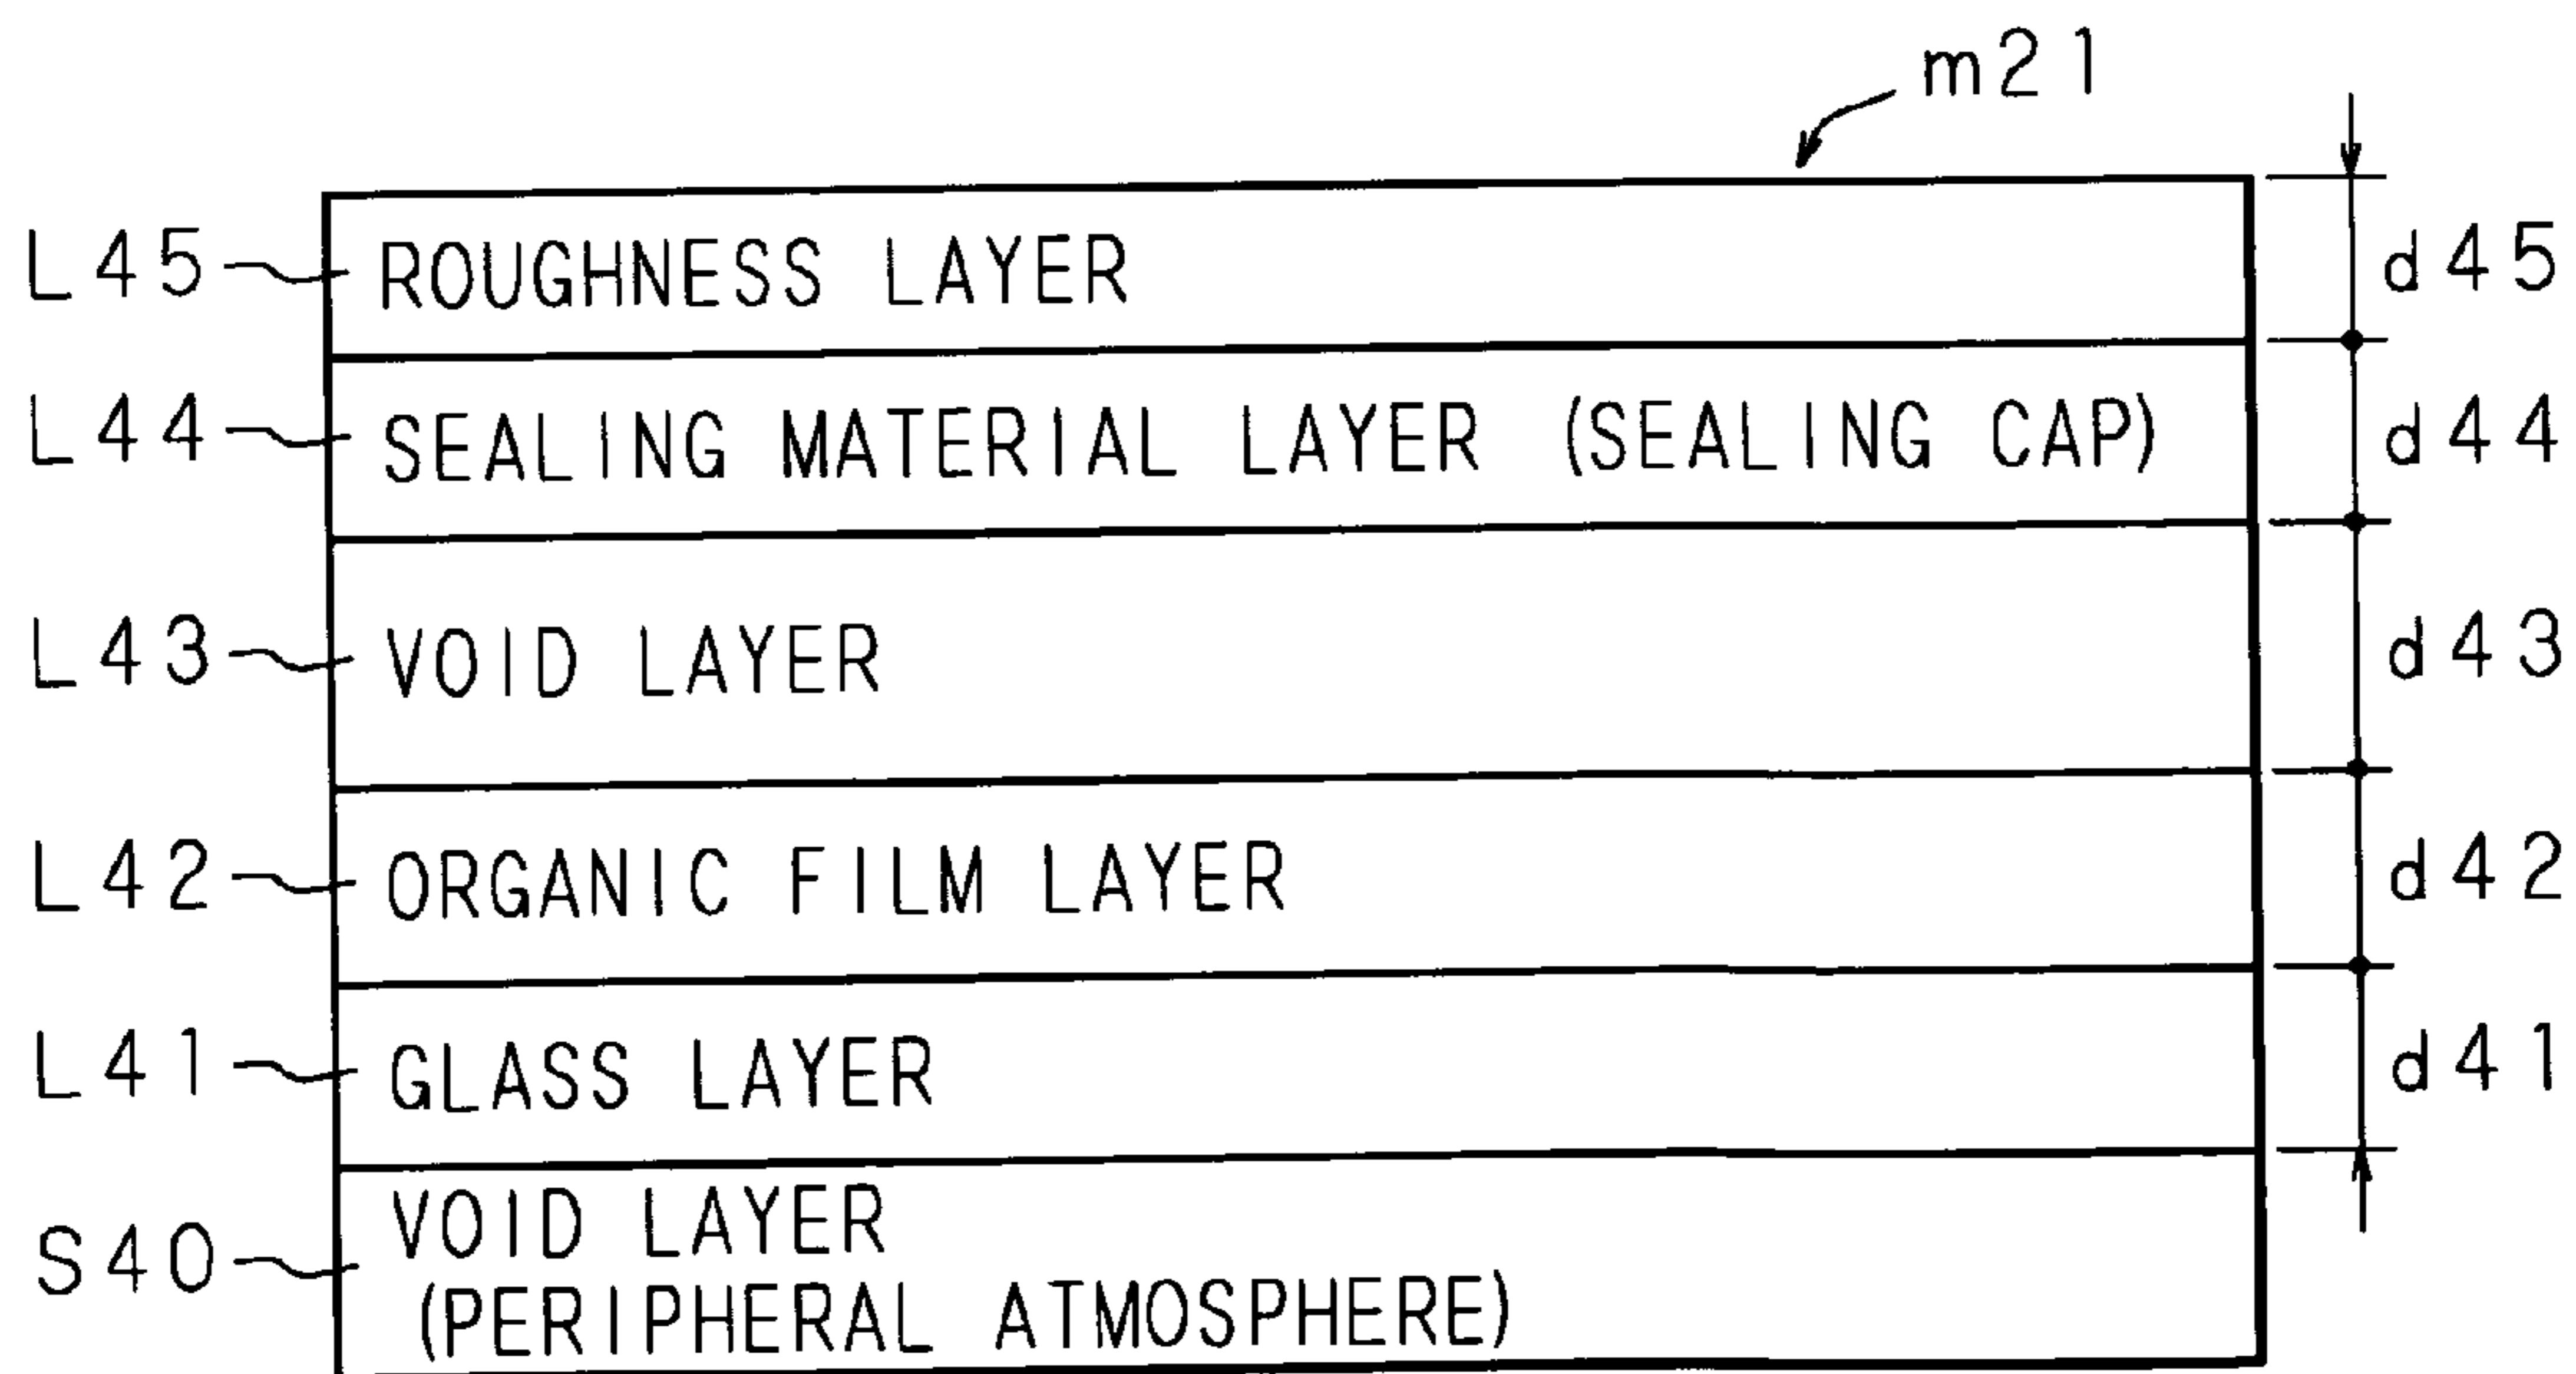 m21
L45 ROUGHNESS LAYER d45
L44 SEALING MATERIAL LAYER (SEALING CAP) d44
L43 VOID LAYER d43
L42 ORGANIC FILM LAYER d42
L41 GLASS LAYER d41
S40 VOID LAYER
(PERIPHERAL ATMOSPHERE)